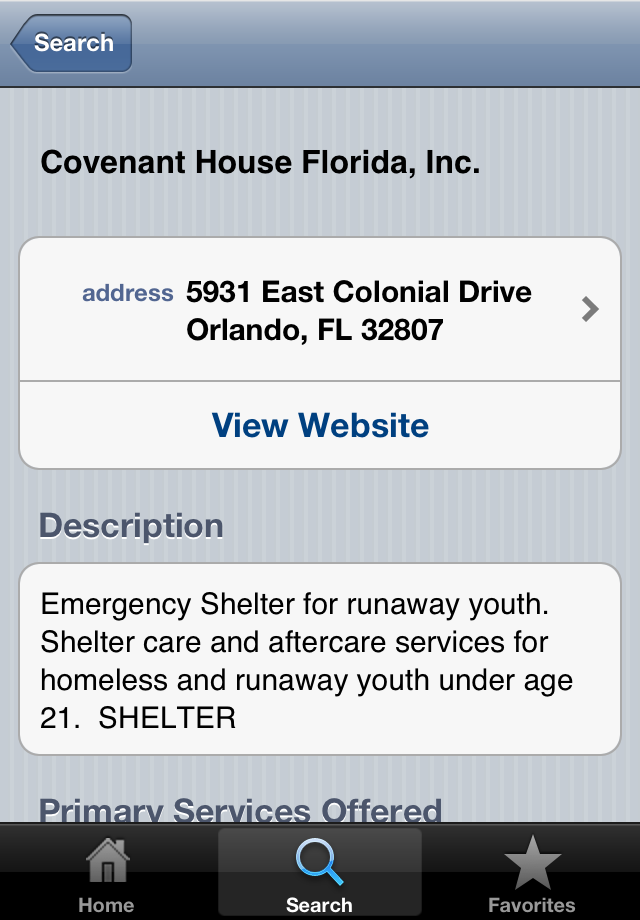 Search
Covenant House Florida, Inc.
address 5931 East Colonial Drive
Orlando, FL 32807
View Website
Description
Emergency Shelter for runaway youth.
Shelter care and aftercare services for
homeless and runaway youth under age
21.  SHELTER
Primary Services Offered
Home Search Favorites